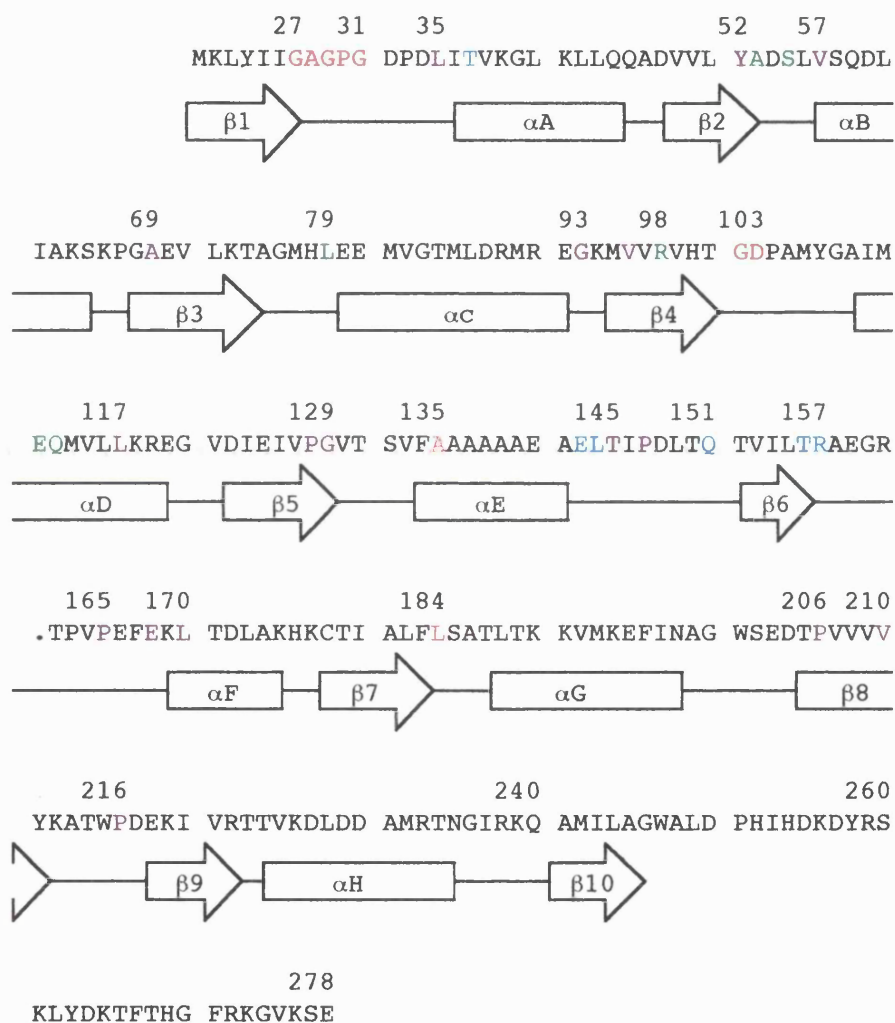 27 31 35 52 57
MKLYIIGAGPG DPDLITVKGL KLLQQADVVL YADSLVSQDL
β1 αA β2 αB
69 79 93 98 103
IAKSKPGAEV LKTAGMHLEE MVGTMLDRMR EGKMVVRVHT GDPAMYGAIM
β3 αc β4
117 129 135 145 151 157
EQMVLLKREG VDIEIVPGVT SVFAAAAAAE AELTIPDLTQ TVILTRAEGR
αD β5 αE β6
165 170 184 206 210
.TPVPEFEKL TDLAKHKCTI ALFLSATLTK KVMKEFINAG WSEDTPVVVV
αF β7 αG β8
216 240 260
YKATWPDEKI VRTTVKDLDD AMRTNGIRKQ AMILAGWALD PHIHDKDYRS
β9 αH β10
278
KLYDKTFTHG FRKGVKSE